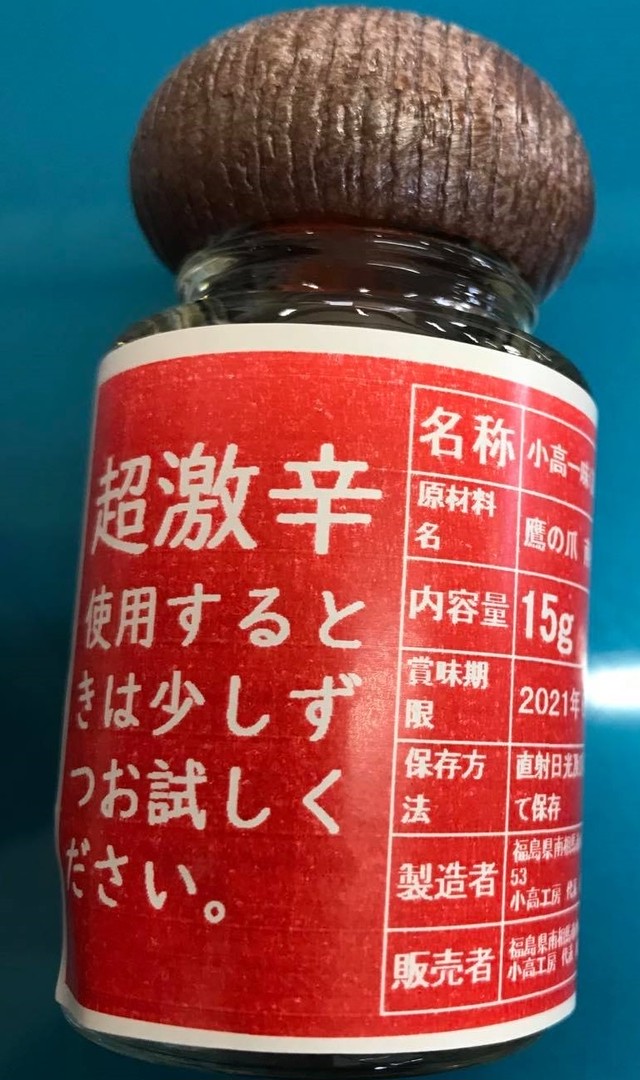 超激辛
使用すると
きは少しず
つお試しく
ださい。
名称 小高一味
原材料
名
鷹の爪
内容量 15g
賞味期
限
2021年
保存方
法
直射日光
て保存
製造者
福島県南相馬
53
小高工房 代表
販売者
福島県南相馬
小高工房 代表